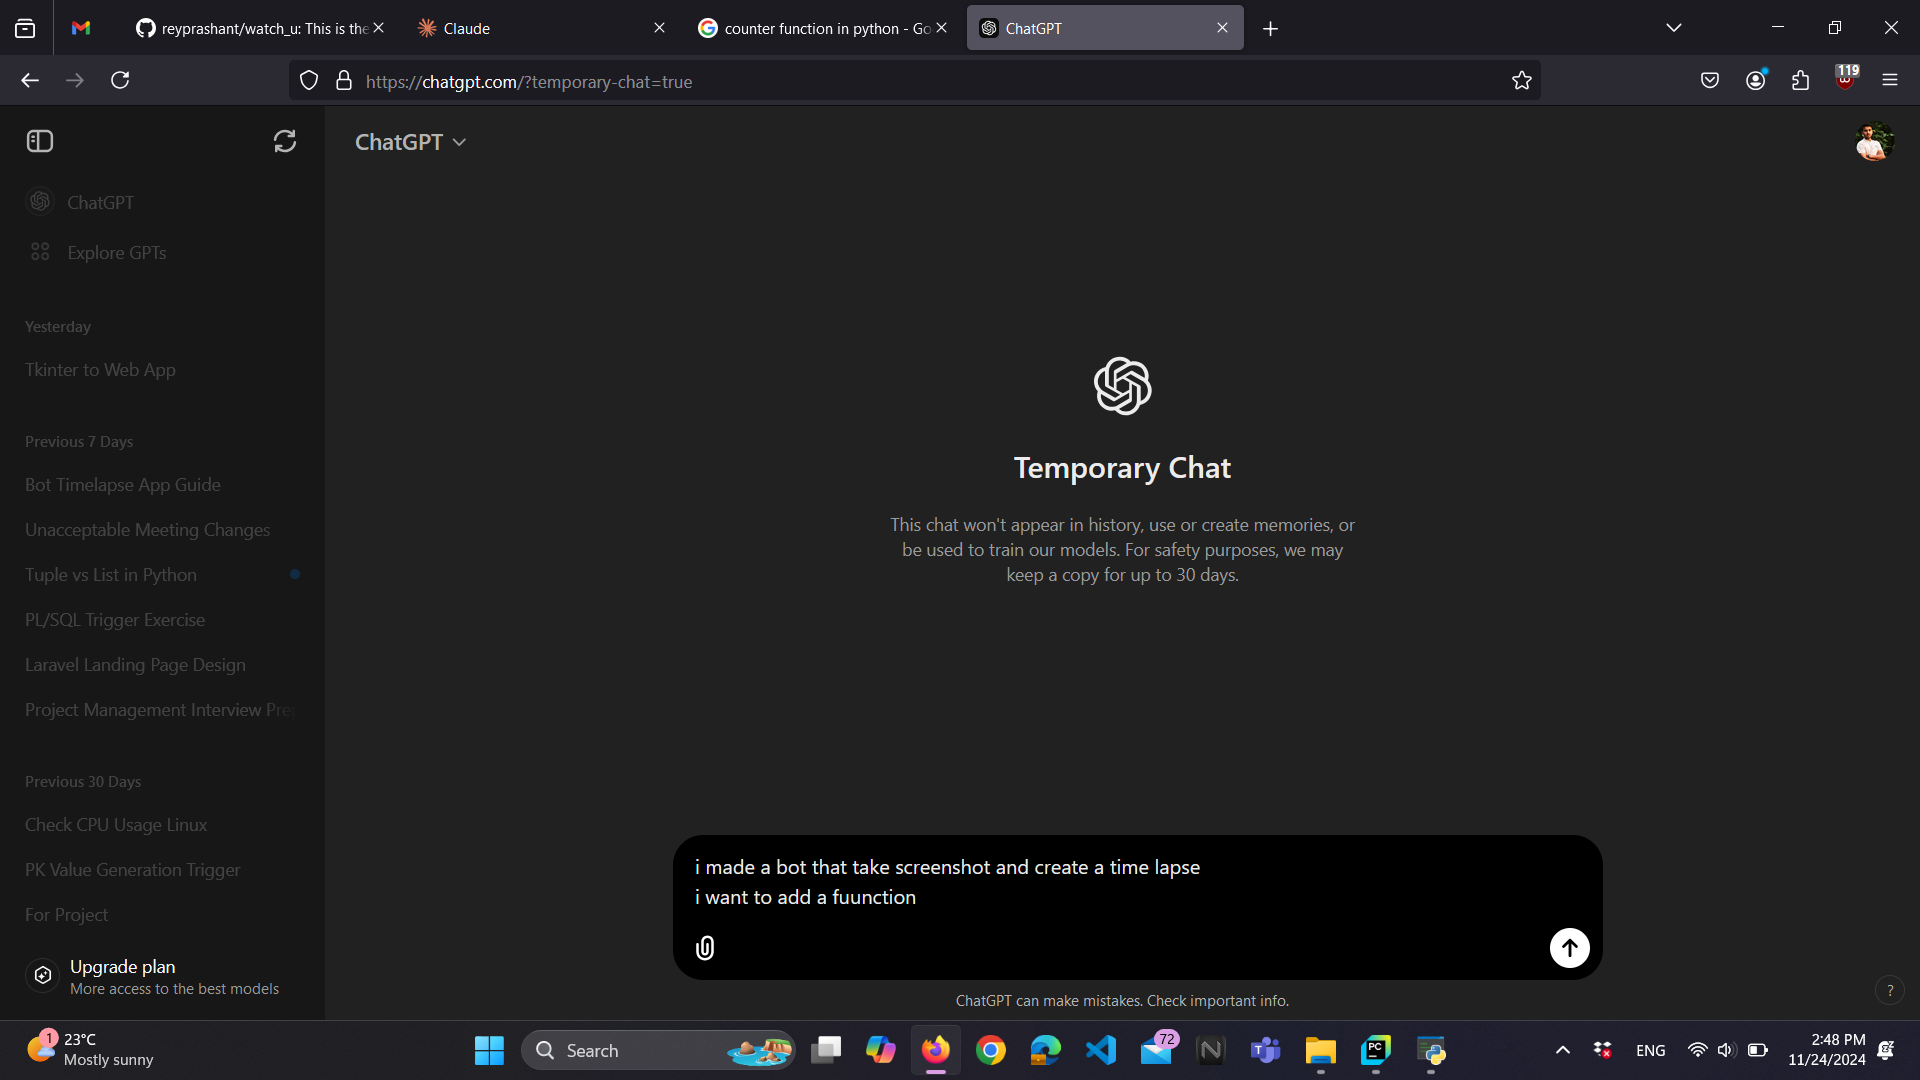 reyprashant/watch_u: This is the
Claude
counter function in python - Go
ChatGPT
https://chatgpt.com/?temporary-chat=true
119
ChatGPT
ChatGPT
Explore GPTs
Yesterday
Tkinter to Web App
Previous 7 Days
Bot Timelapse App Guide
Unacceptable Meeting Changes
Tuple vs List in Python
PL/SQL Trigger Exercise
Laravel Landing Page Design
Project Management Interview Prep
Previous 30 Days
Check CPU Usage Linux
PK Value Generation Trigger
For Project
Upgrade plan
More access to the best models
Temporary Chat
This chat won't appear in history, use or create memories, or
be used to train our models. For safety purposes, we may
keep a copy for up to 30 days.
i made a bot that take screenshot and create a time lapse
i want to add a fuunction
ChatGPT can make mistakes. Check important info.
?
1
23°C
Mostly sunny
Search
72
PC
ENG
2:48 PM
11/24/2024